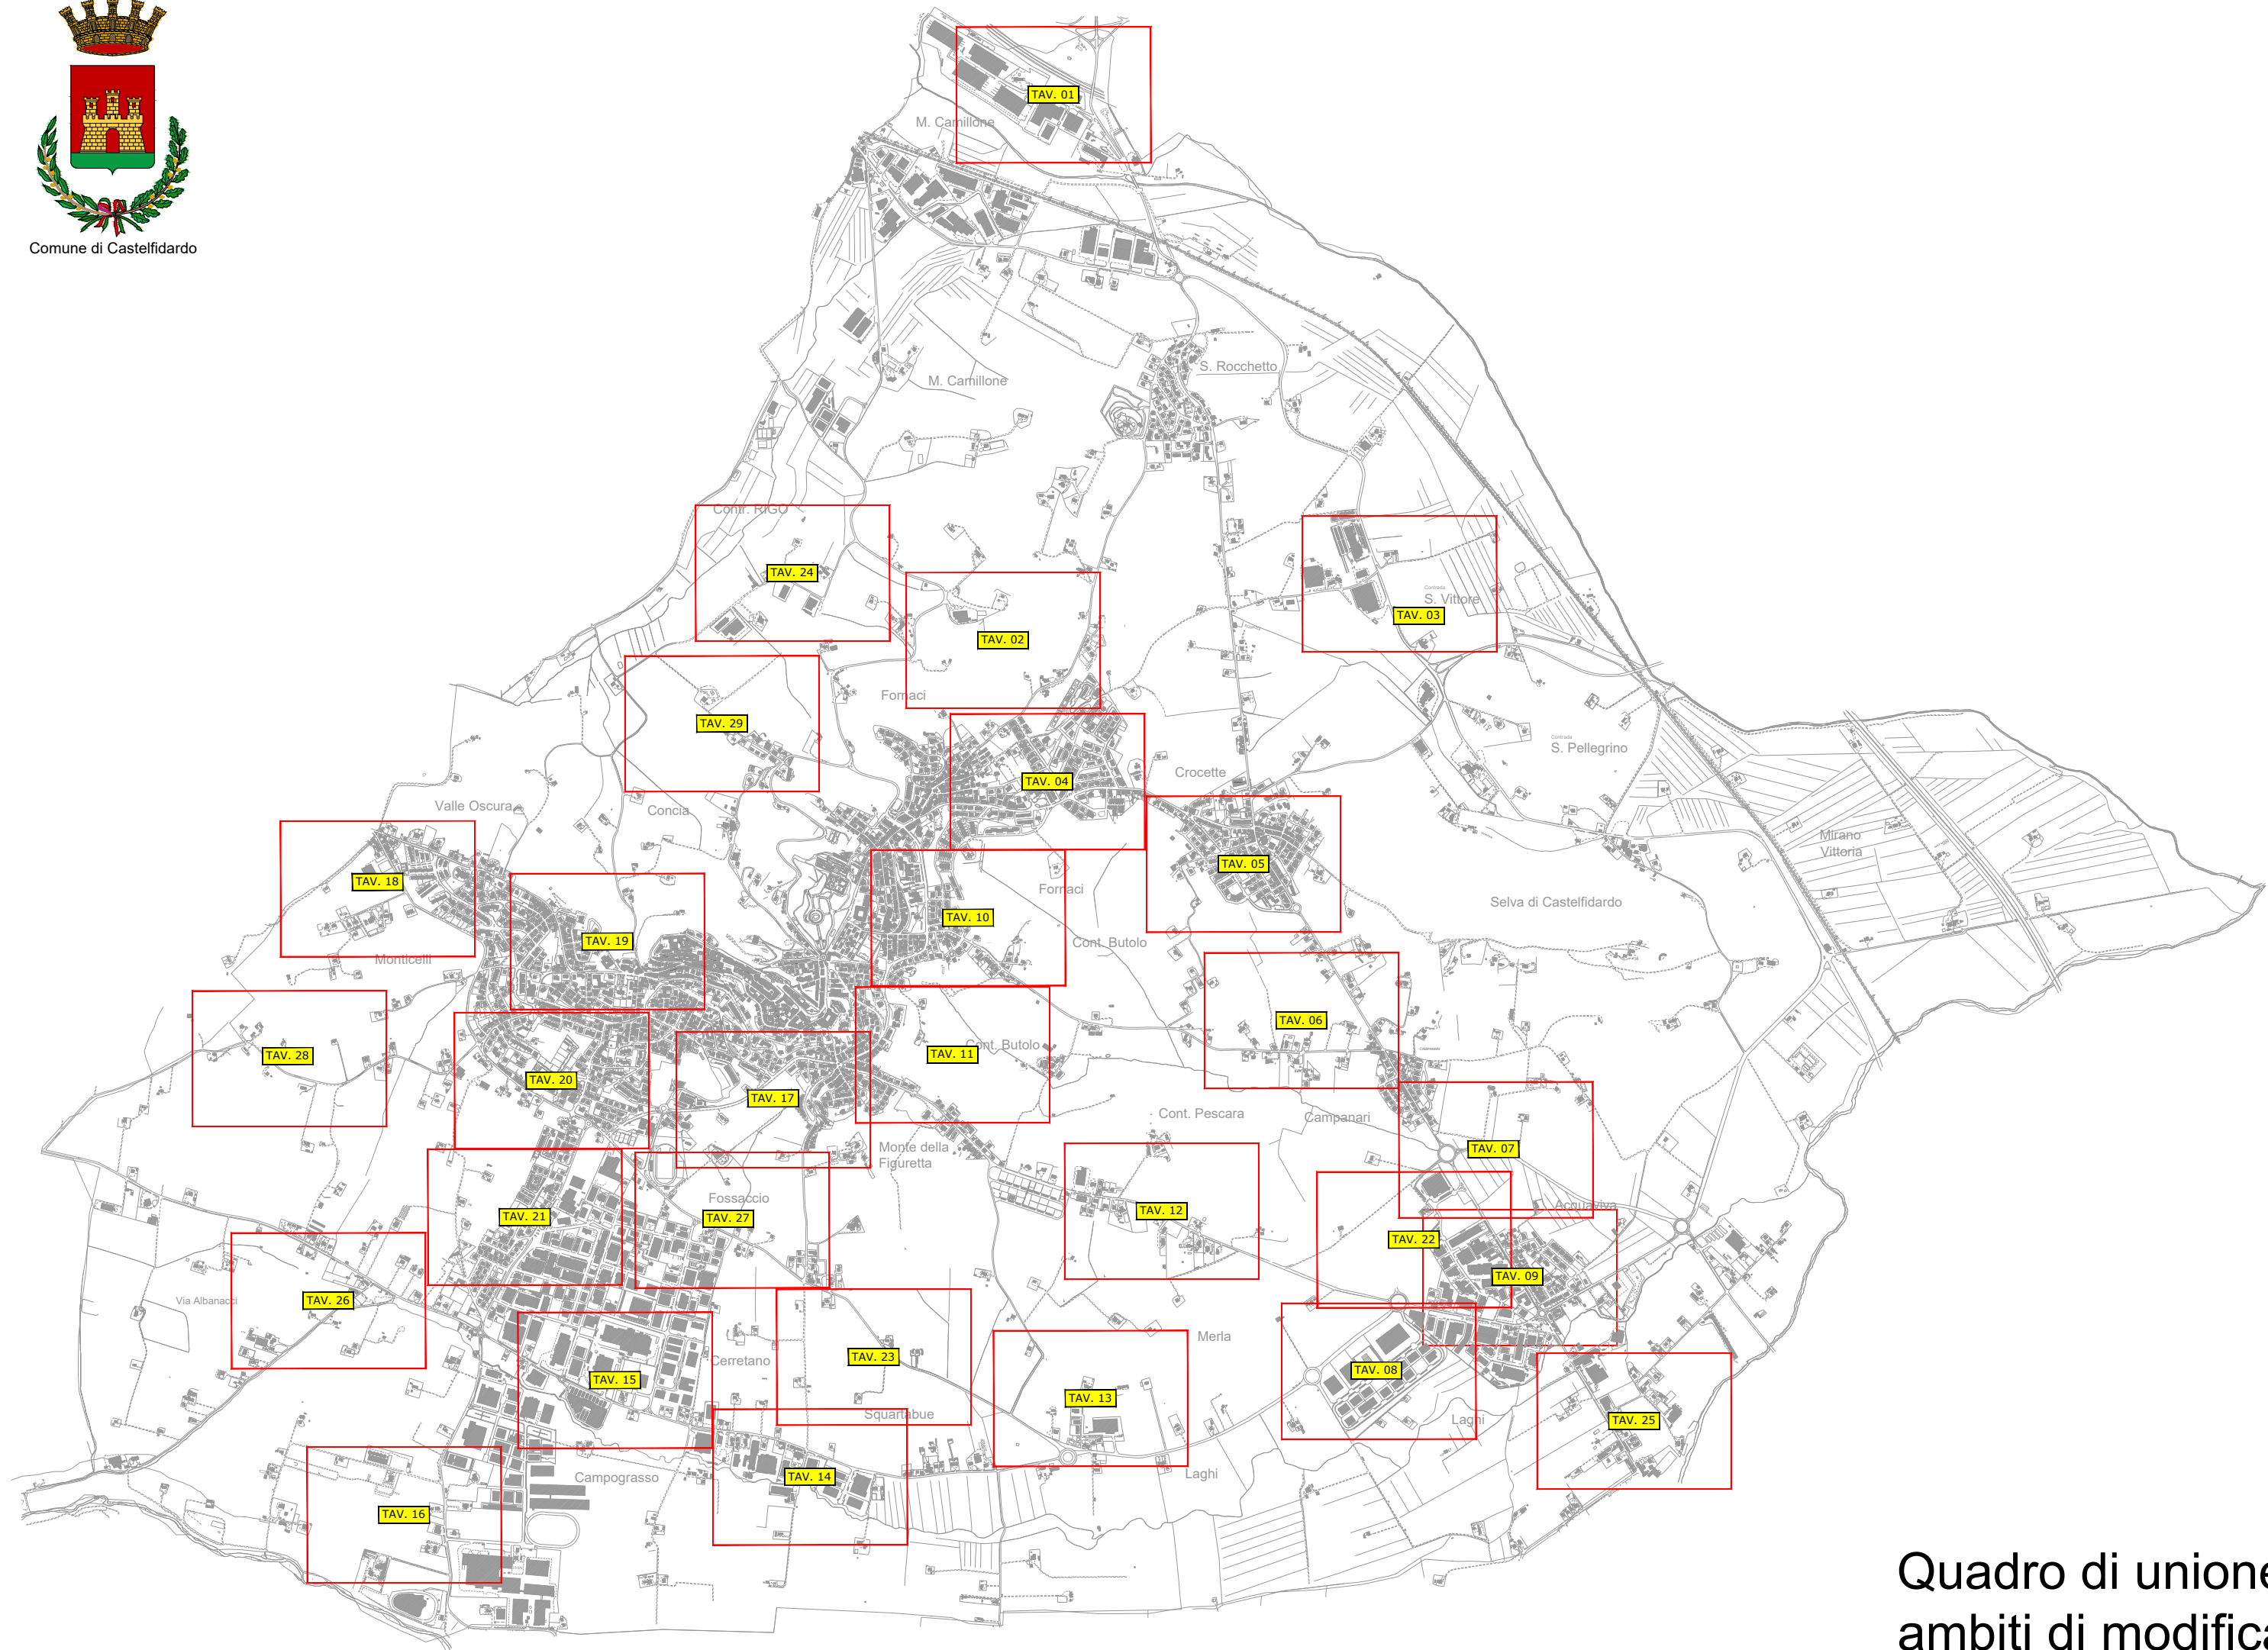 Comune di Castelfidardo
TAV. 01
M. Camillone
S. Rocchetto
M. Camillone
Contr. RIGO
TAV. 24
Contrada
S. Vittore
TAV. 03
TAV. 02
Fornaci
TAV. 29
Contrada
S. Pellegrino
Crocette
TAV. 04
Valle Oscura
Concia
Mirano
Vittoria
TAV. 05
TAV. 18
Fornaci
Selva di Castelfidardo
TAV. 10
TAV. 19
Cont. Butolo
Monticelli
TAV. 06
Cont. Butolo
TAV. 11
TAV. 28
TAV. 20
TAV. 17
Cont. Pescara
Campanari
Monte della
Figuretta
TAV. 07
Fossaccio
Acquaviva
TAV. 12
TAV. 21
TAV. 27
TAV. 22
TAV. 09
Via Albanacci
TAV. 26
Merla
Cerretano
TAV. 23
TAV. 08
TAV. 15
TAV. 13
Squartabue
Laghi
TAV. 25
Campograsso
TAV. 14
Laghi
TAV. 16
Quadro di unione
ambiti di modifica